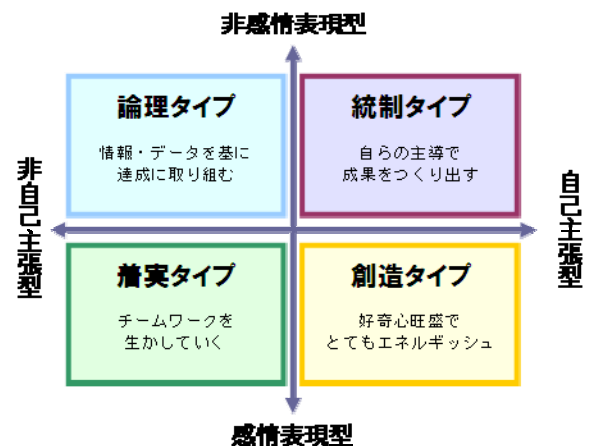 非感情表現型
論理タイプ
情報・データを基に
達成に取り組む
統制タイプ
自らの主導で
成果をつくり出す
非自己主張型
自己主張型
着実タイプ
チームワークを
生かしていく
創造タイプ
好奇心旺盛で
とてもエネルギッシュ
感情表現型